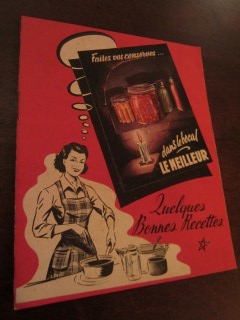 Faites vos conserves...
dans le bocal
LE MEILLEUR
Quelques
Bonnes Recettes